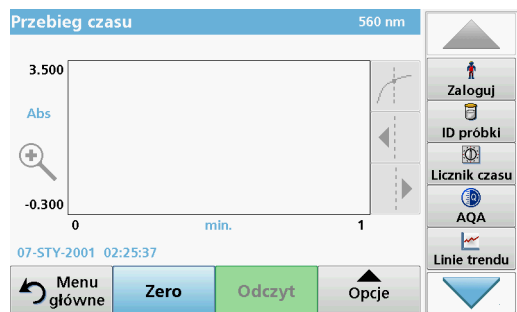 Przebieg czasu 560 nm
3.500
Abs
-0.300
0 min. 1
07-STY-2001 02:25:37
Menu
główne
Zero
Odczyt
Opcje
Zaloguj
ID próbki
Licznik czasu
AQA
Linie trendu